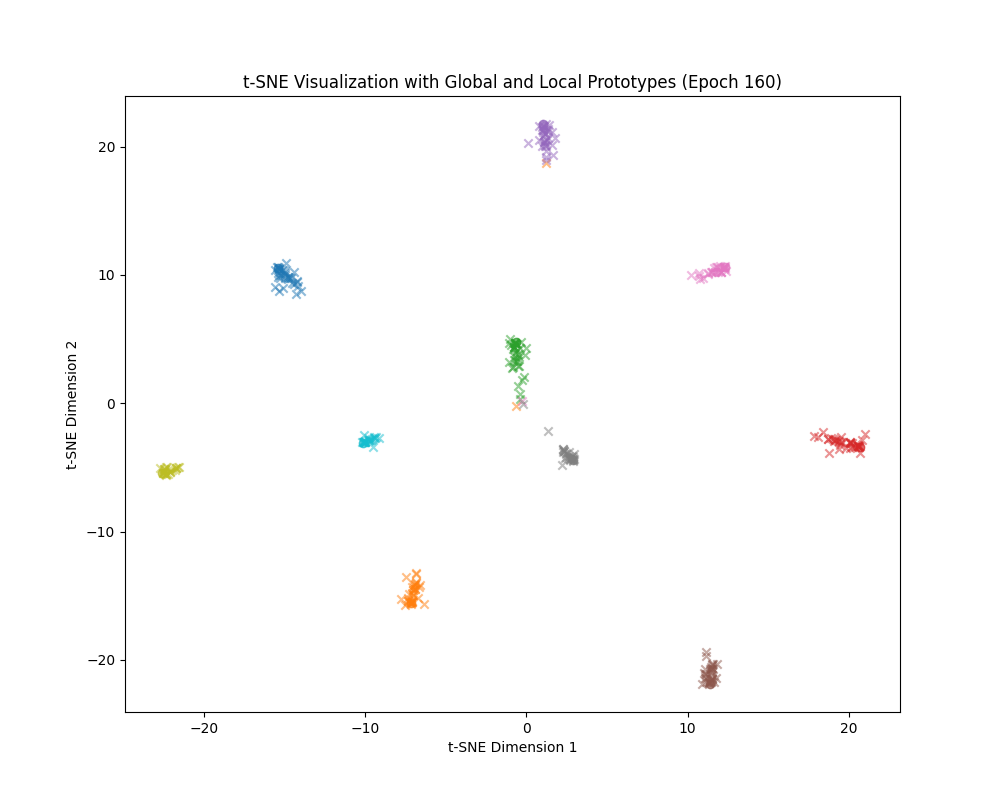 t-SNE Visualization with Global and Local Prototypes (Epoch 160)
20
10
0
−10
−20
t-SNE Dimension 2
−20 −10 0 10 20
t-SNE Dimension 1